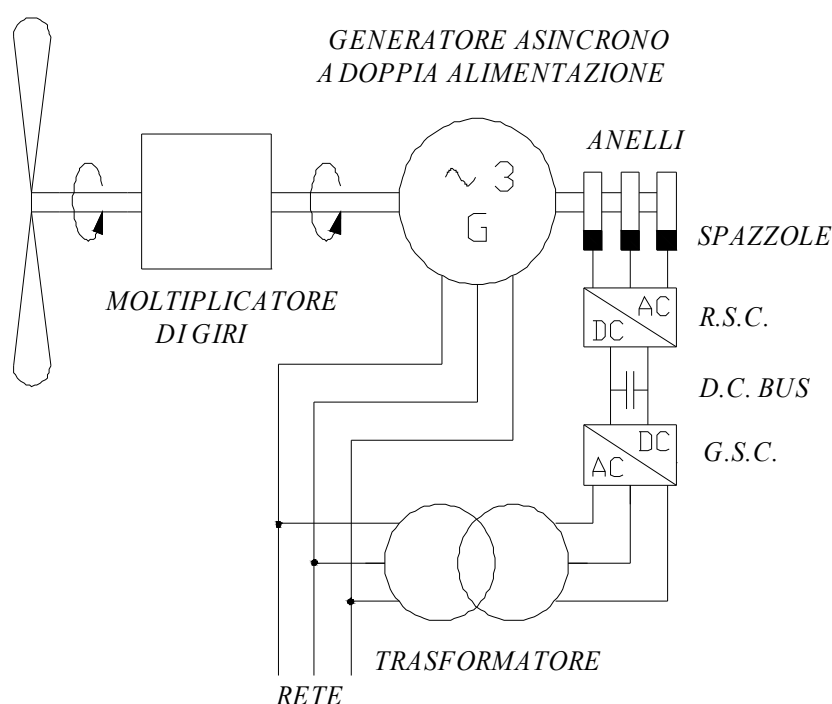 GENERATORE ASINCRONO
A DOPPIA ALIMENTAZIONE
ANELLI
~ 3
G
SPAZZOLE
MOLTIPLICATORE
DI GIRI
AC
DC
R.S.C.
D.C. BUS
DC
AC
G.S.C.
TRASFORMATORE
RETE